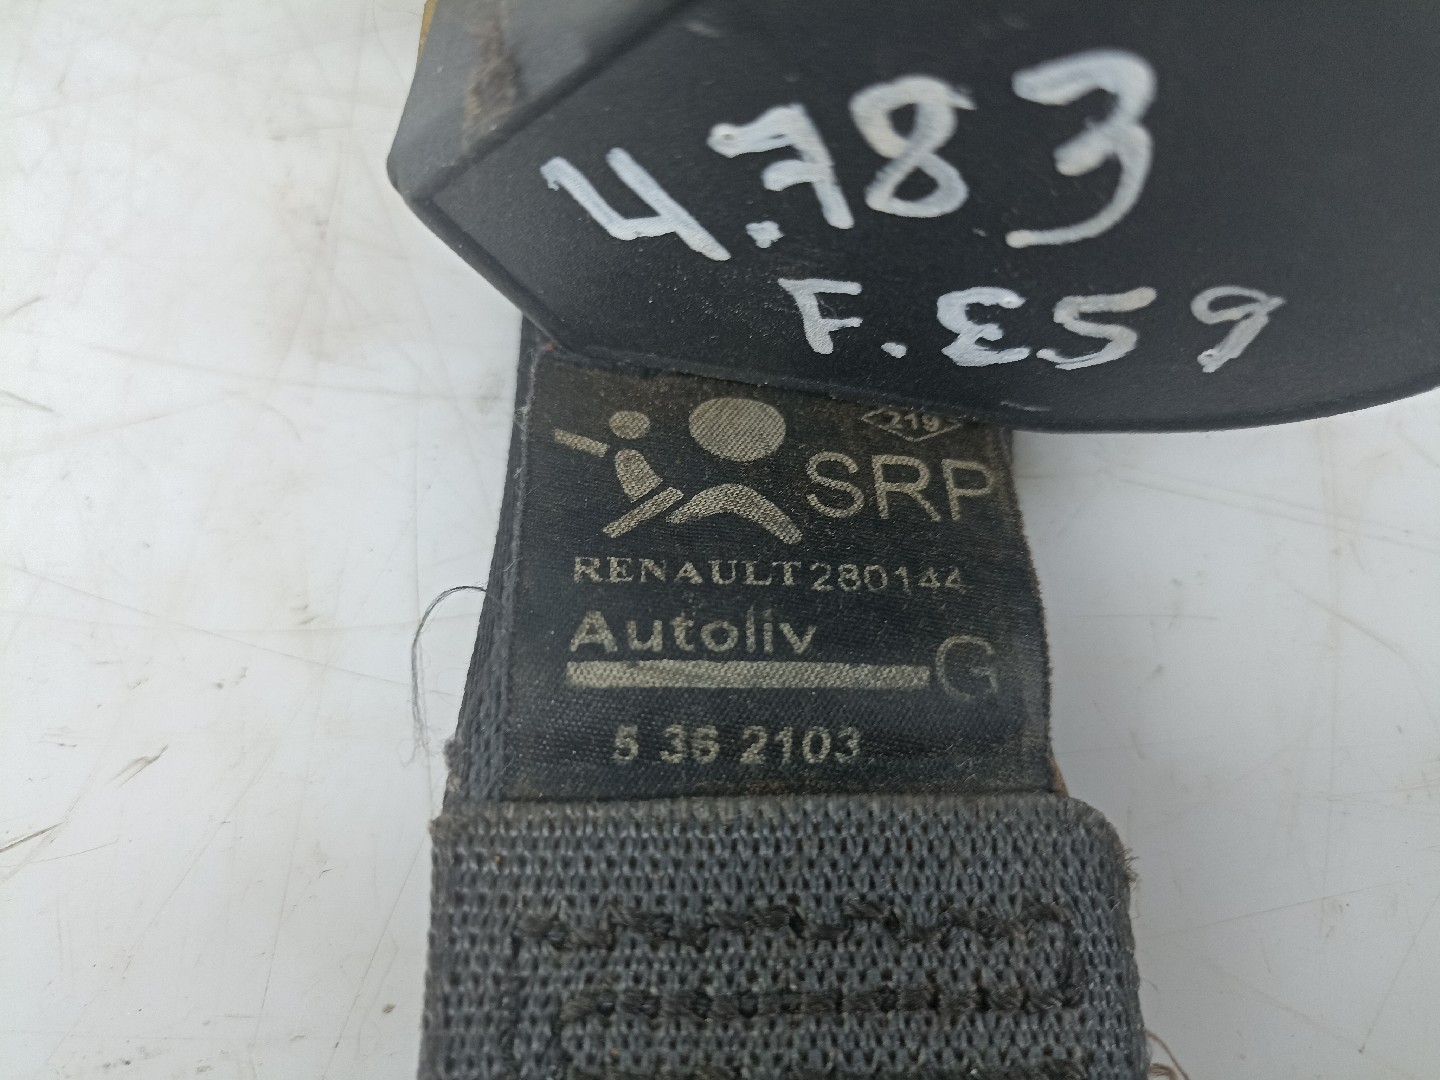 4.783
F.E59
219
SRP
RENAULT 280144
Autoliv
G
5 36 2103